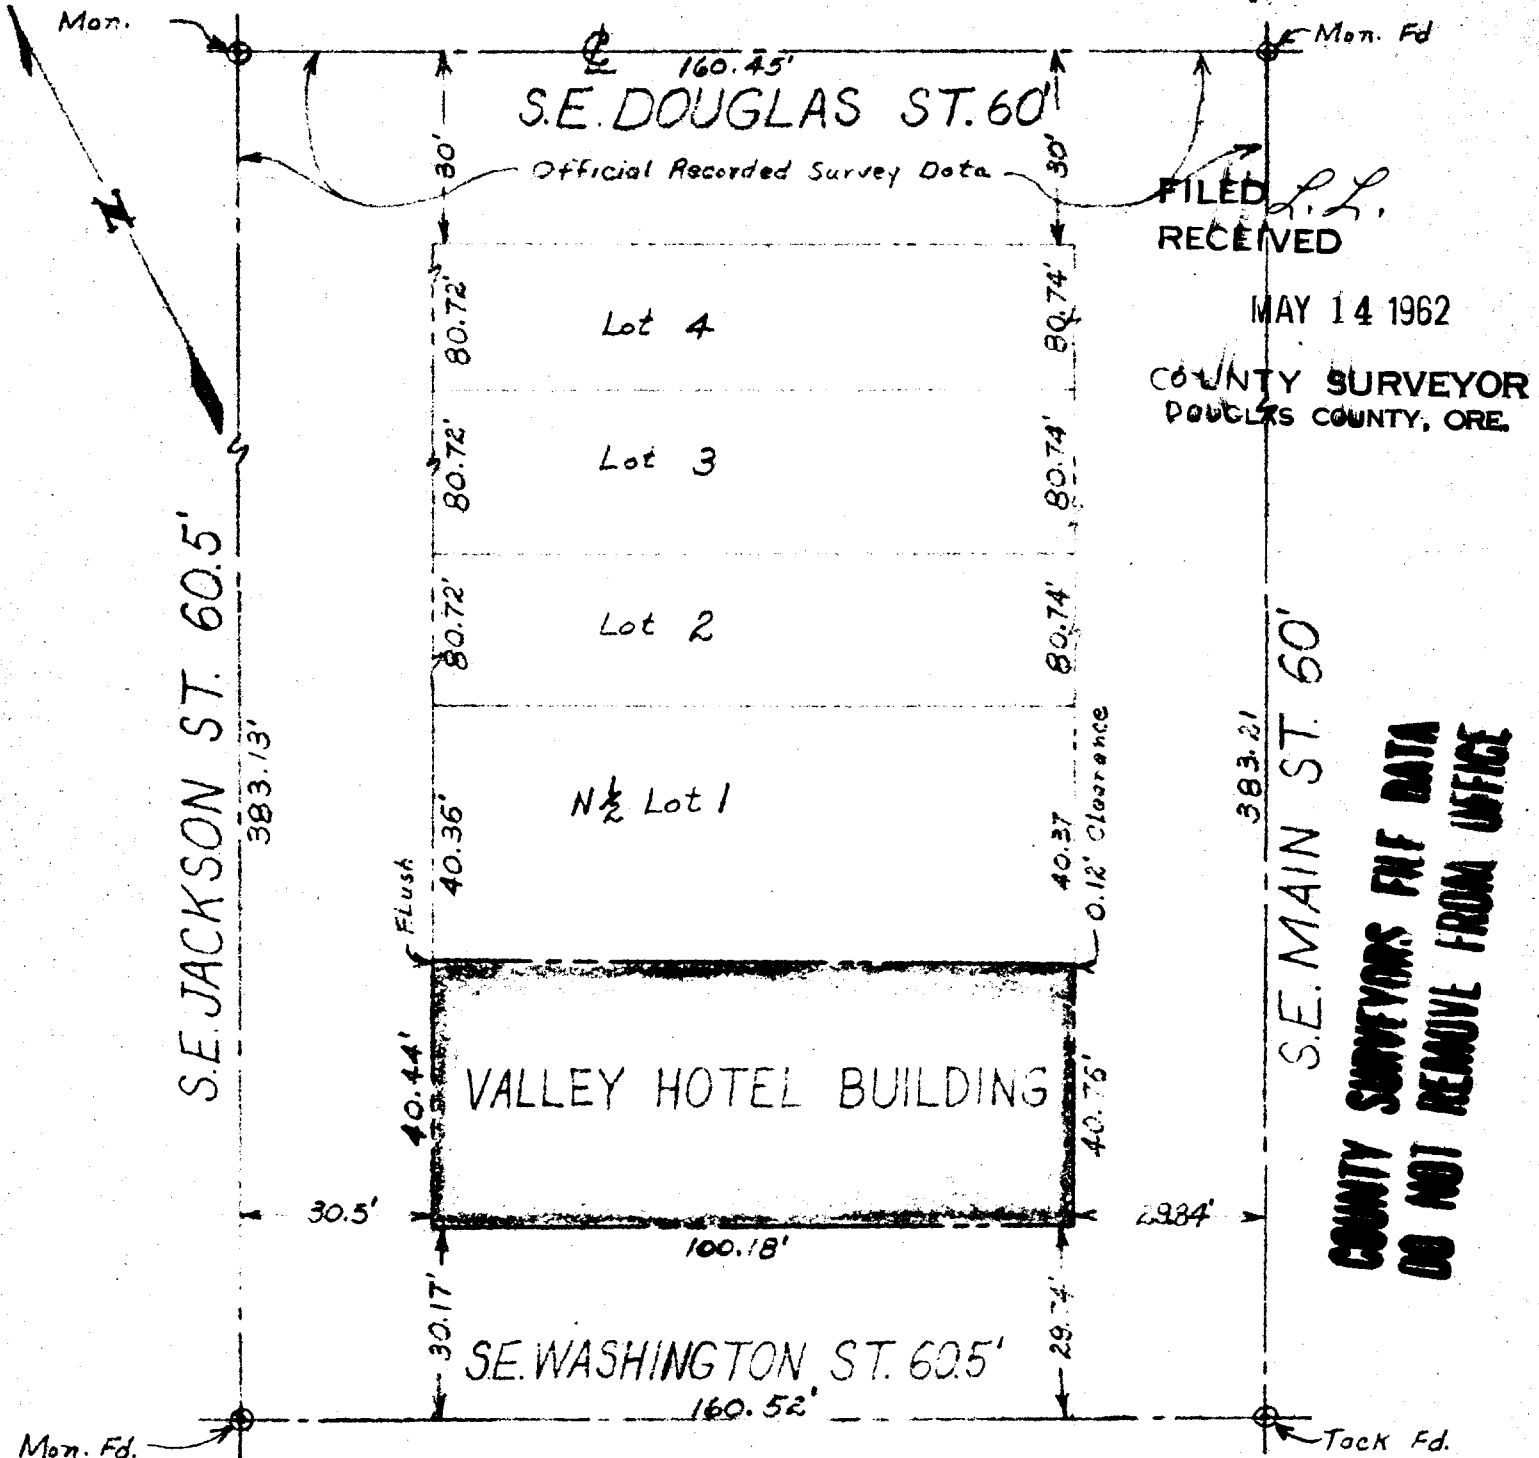 Mon.
Mon. Fd
℄
160.45'
S.E. DOUGLAS ST. 60'
30'
30'
Official Recorded Survey Data
FILED L.L.
RECEIVED
MAY 14 1962
COUNTY SURVEYOR
DOUGLAS COUNTY, ORE.
80.72'
Lot 4
80.74'
80.72'
Lot 3
80.74'
80.72'
Lot 2
80.74'
S.E. JACKSON ST. 60.5'
383.13'
N½ Lot 1
40.36'
40.37
0.12' Clearance
Flush
383.21
S.E. MAIN ST. 60'
COUNTY SURVEYORS FILE DATA
DO NOT REMOVE FROM OFFICE
40.44'
VALLEY HOTEL BUILDING
40.76'
30.5'
29.84'
100.18'
30.17'
29.74'
S.E. WASHINGTON ST. 60.5'
160.52'
Mon. Fd.
Tack Fd.
N